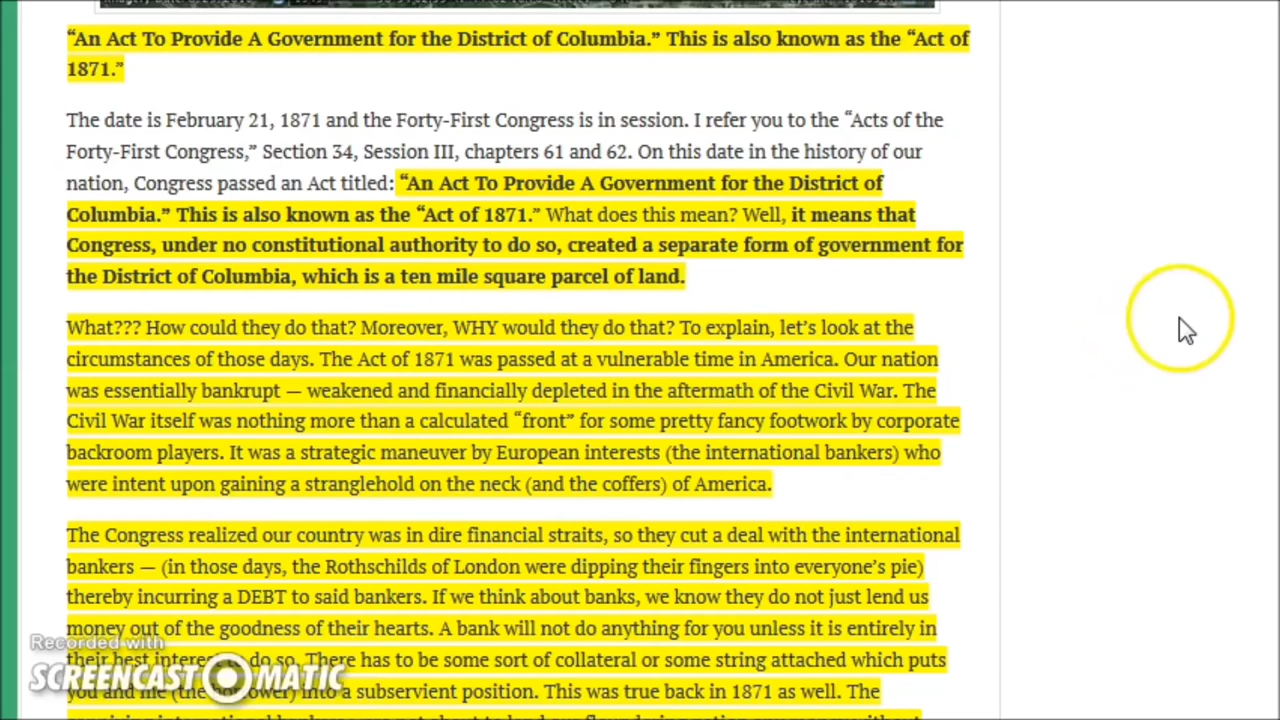 “An Act To Provide A Government for the District of Columbia.” This is also known as the “Act of
1871.”
The date is February 21, 1871 and the Forty-First Congress is in session. I refer you to the “Acts of the
Forty-First Congress,” Section 34, Session III, chapters 61 and 62. On this date in the history of our
nation, Congress passed an Act titled: “An Act To Provide A Government for the District of
Columbia.” This is also known as the “Act of 1871.” What does this mean? Well, it means that
Congress, under no constitutional authority to do so, created a separate form of government for
the District of Columbia, which is a ten mile square parcel of land.
What??? How could they do that? Moreover, WHY would they do that? To explain, let’s look at the
circumstances of those days. The Act of 1871 was passed at a vulnerable time in America. Our nation
was essentially bankrupt — weakened and financially depleted in the aftermath of the Civil War. The
Civil War itself was nothing more than a calculated “front” for some pretty fancy footwork by corporate
backroom players. It was a strategic maneuver by European interests (the international bankers) who
were intent upon gaining a stranglehold on the neck (and the coffers) of America.
The Congress realized our country was in dire financial straits, so they cut a deal with the international
bankers — (in those days, the Rothschilds of London were dipping their fingers into everyone’s pie)
thereby incurring a DEBT to said bankers. If we think about banks, we know they do not just lend us
money out of the goodness of their hearts. A bank will not do anything for you unless it is entirely in
their best interest to do so. There has to be some sort of collateral or some string attached which puts
you and me (the borrower) into a subservient position. This was true back in 1871 as well. The
Recorded with
SCREENCAST MATIC